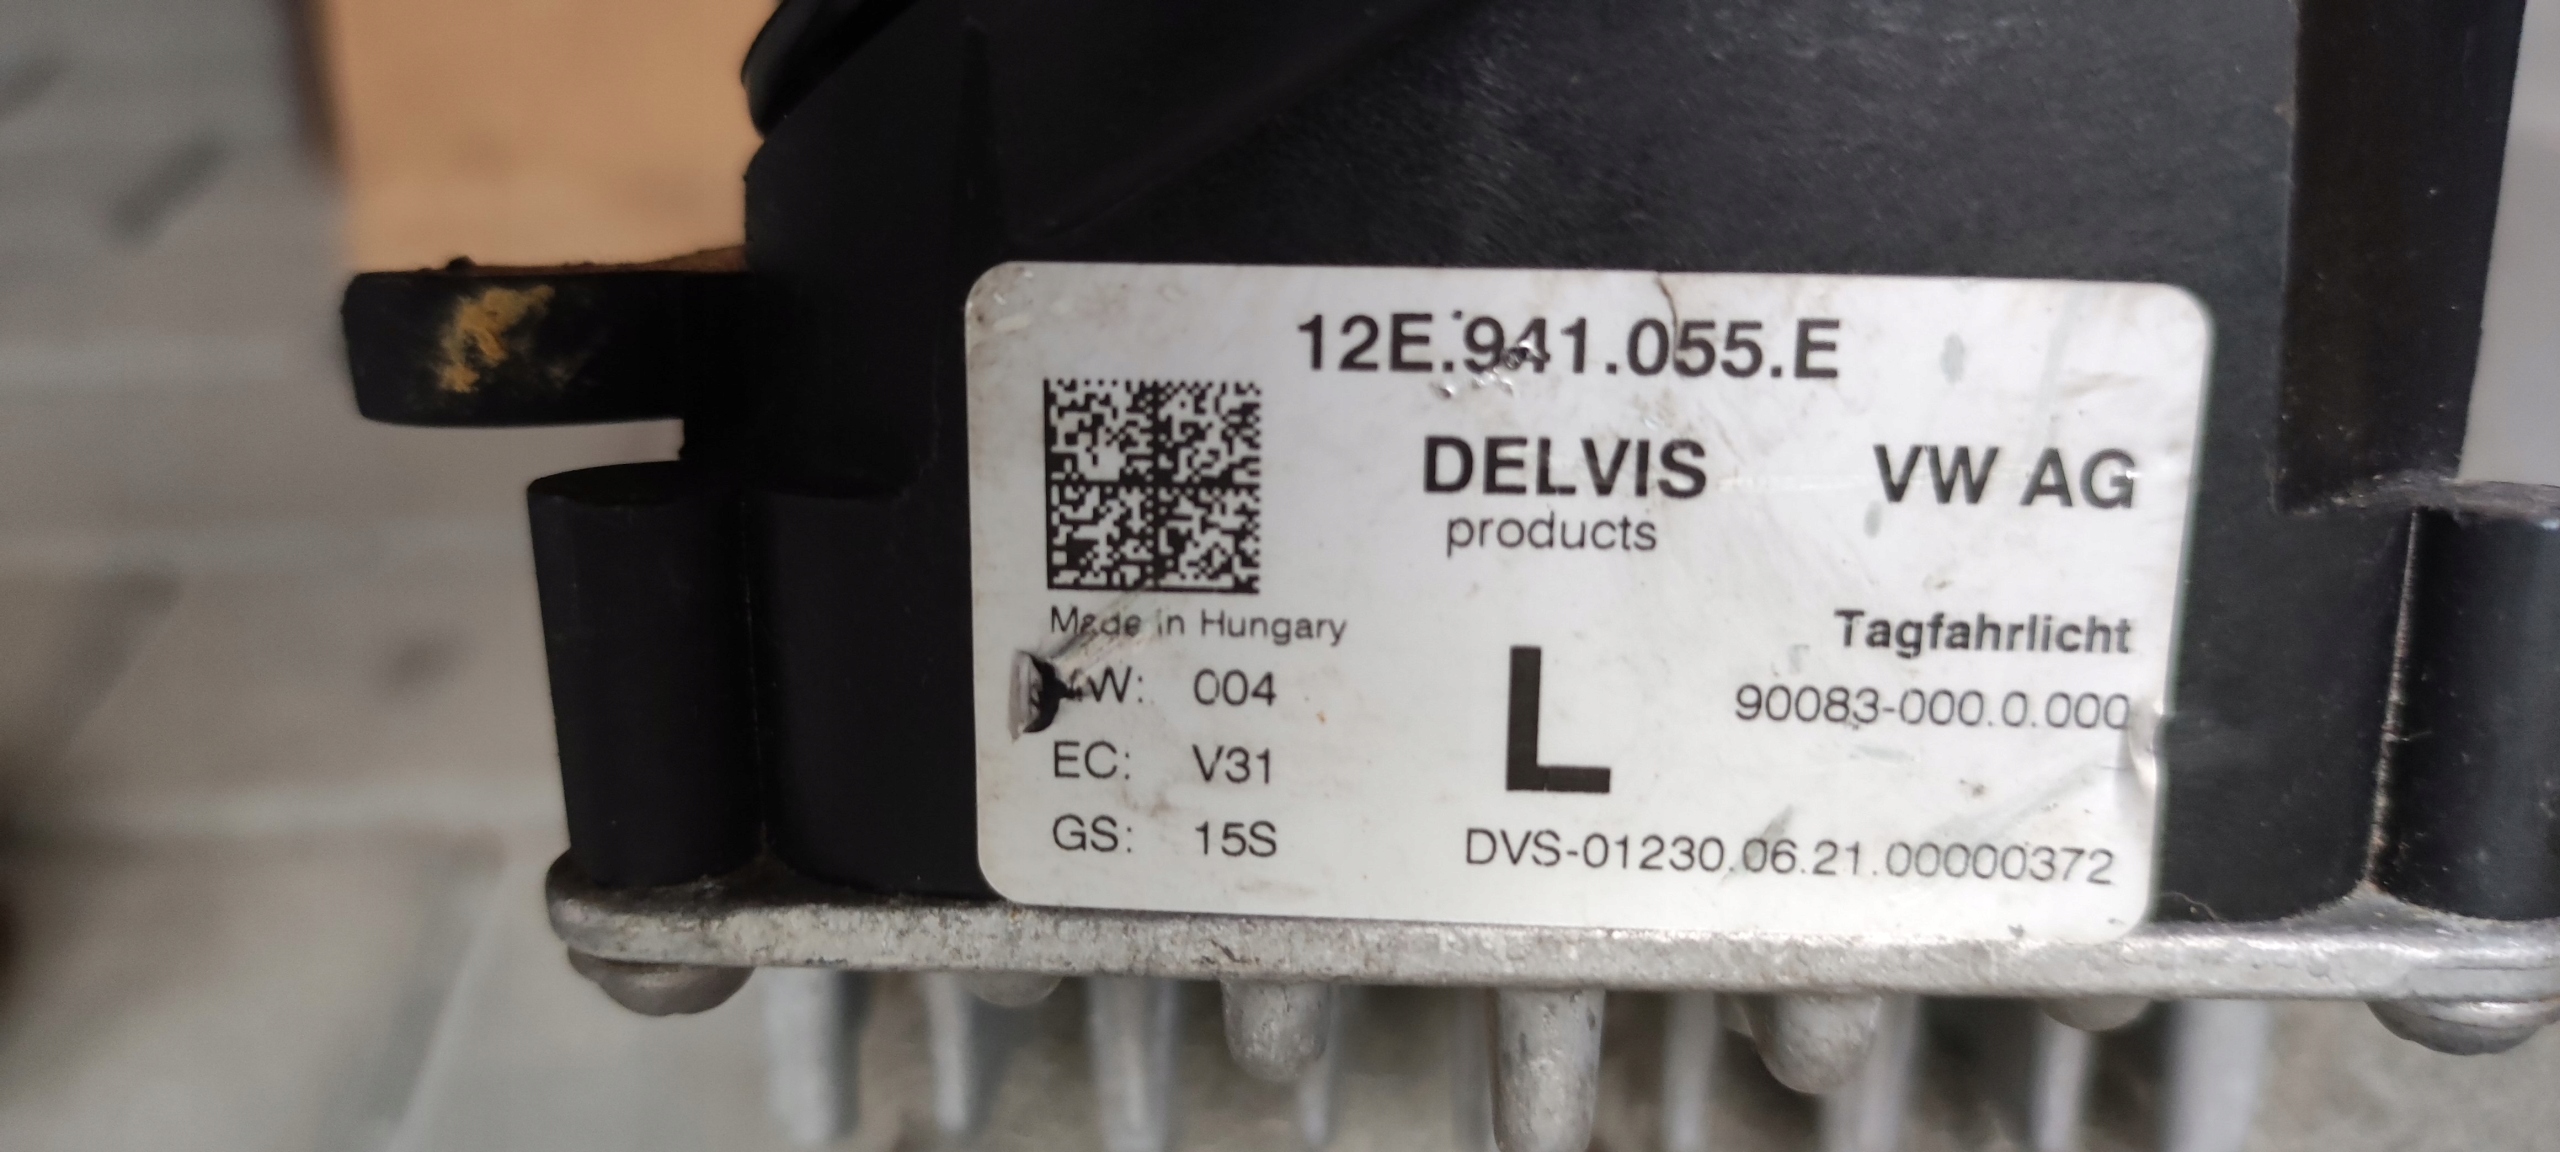 12E.941.055.E
DELVIS VW AG
products
Made in Hungary
Tagfahrlicht
W: 004
L
90083-000.0.000
EC: V31
GS: 15S
DVS-01230.06.21.00000372